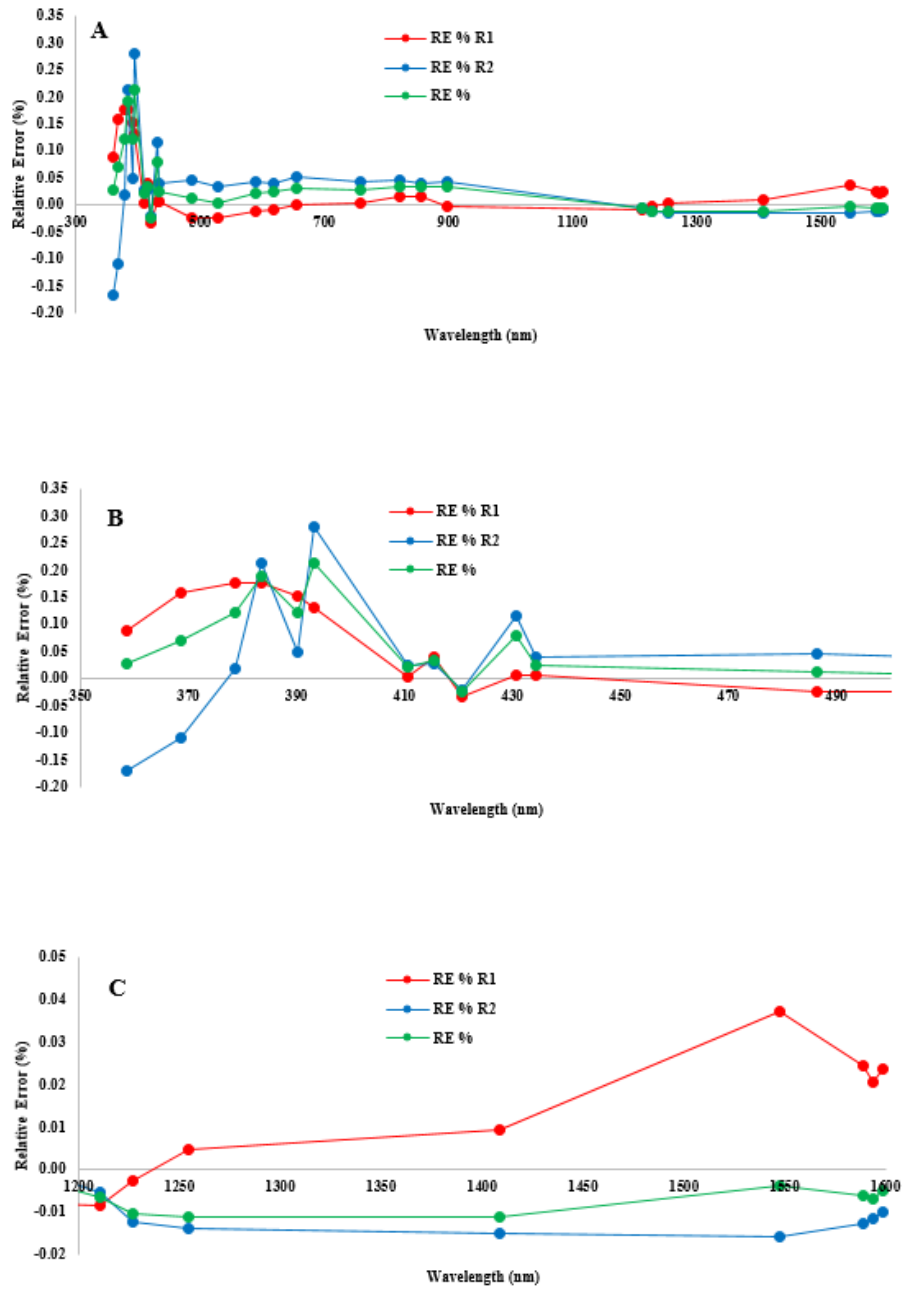 A
0.35
0.30
0.25
0.20
0.15
0.10
0.05
0.00
-0.05
-0.10
-0.15
-0.20
Relative Error (%)
RE % R1
RE % R2
RE %
300 500 700 900 1100 1300 1500
Wavelength (nm)
B
0.35
0.30
0.25
0.20
0.15
0.10
0.05
0.00
-0.05
-0.10
-0.15
-0.20
Relative Error (%)
RE % R1
RE % R2
RE %
350 370 390 410 430 450 470 490
Wavelength (nm)
C
0.05
0.04
0.03
0.02
0.01
0.00
-0.01
-0.02
Relative Error (%)
RE % R1
RE % R2
RE %
1200 1250 1300 1350 1400 1450 1500 1550 1600
Wavelength (nm)